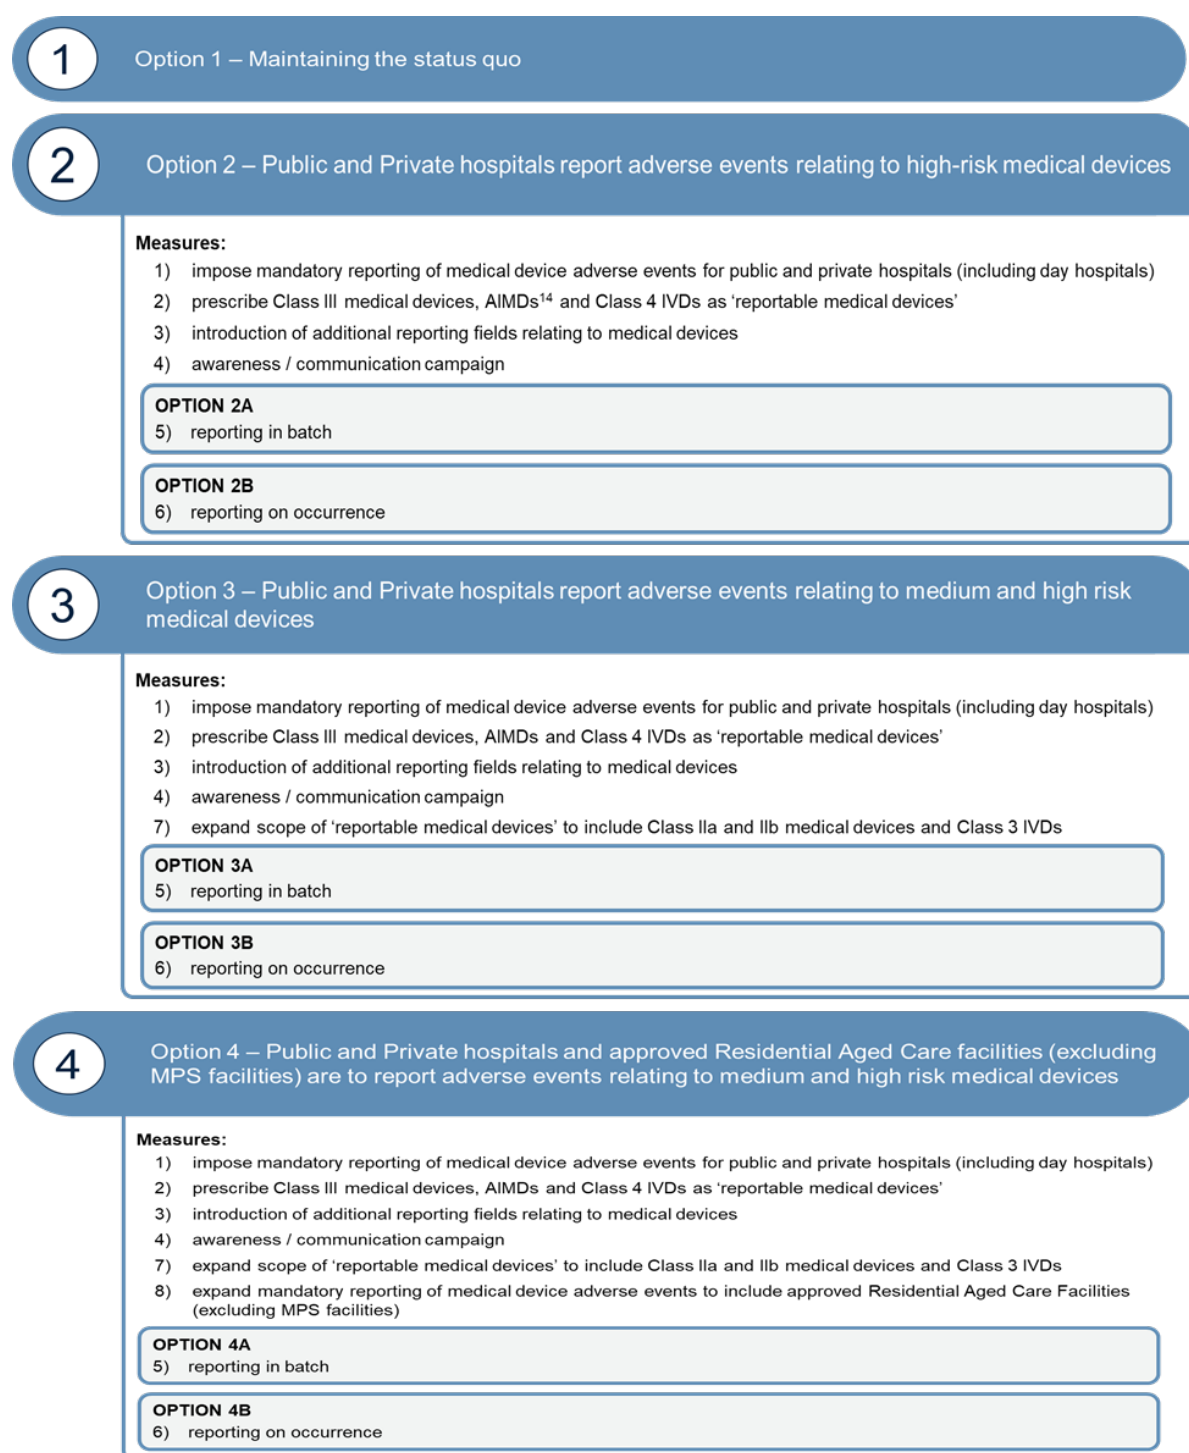 1
Option 1 – Maintaining the status quo
2
Option 2 – Public and Private hospitals report adverse events relating to high-risk medical devices
Measures:
1) impose mandatory reporting of medical device adverse events for public and private hospitals (including day hospitals)
2) prescribe Class III medical devices, AIMDs¹⁴ and Class 4 IVDs as ‘reportable medical devices’
3) introduction of additional reporting fields relating to medical devices
4) awareness / communication campaign
OPTION 2A
5) reporting in batch
OPTION 2B
6) reporting on occurrence
3
Option 3 – Public and Private hospitals report adverse events relating to medium and high risk
medical devices
Measures:
1) impose mandatory reporting of medical device adverse events for public and private hospitals (including day hospitals)
2) prescribe Class III medical devices, AIMDs and Class 4 IVDs as ‘reportable medical devices’
3) introduction of additional reporting fields relating to medical devices
4) awareness / communication campaign
7) expand scope of ‘reportable medical devices’ to include Class IIa and IIb medical devices and Class 3 IVDs
OPTION 3A
5) reporting in batch
OPTION 3B
6) reporting on occurrence
4
Option 4 – Public and Private hospitals and approved Residential Aged Care facilities (excluding
MPS facilities) are to report adverse events relating to medium and high risk medical devices
Measures:
1) impose mandatory reporting of medical device adverse events for public and private hospitals (including day hospitals)
2) prescribe Class III medical devices, AIMDs and Class 4 IVDs as ‘reportable medical devices’
3) introduction of additional reporting fields relating to medical devices
4) awareness / communication campaign
7) expand scope of ‘reportable medical devices’ to include Class IIa and IIb medical devices and Class 3 IVDs
8) expand mandatory reporting of medical device adverse events to include approved Residential Aged Care Facilities
(excluding MPS facilities)
OPTION 4A
5) reporting in batch
OPTION 4B
6) reporting on occurrence